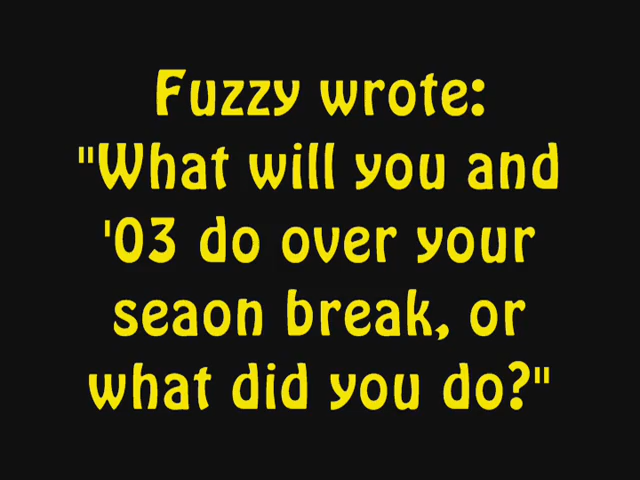 Fuzzy wrote:
"What will you and
'03 do over your
seaon break, or
what did you do?"